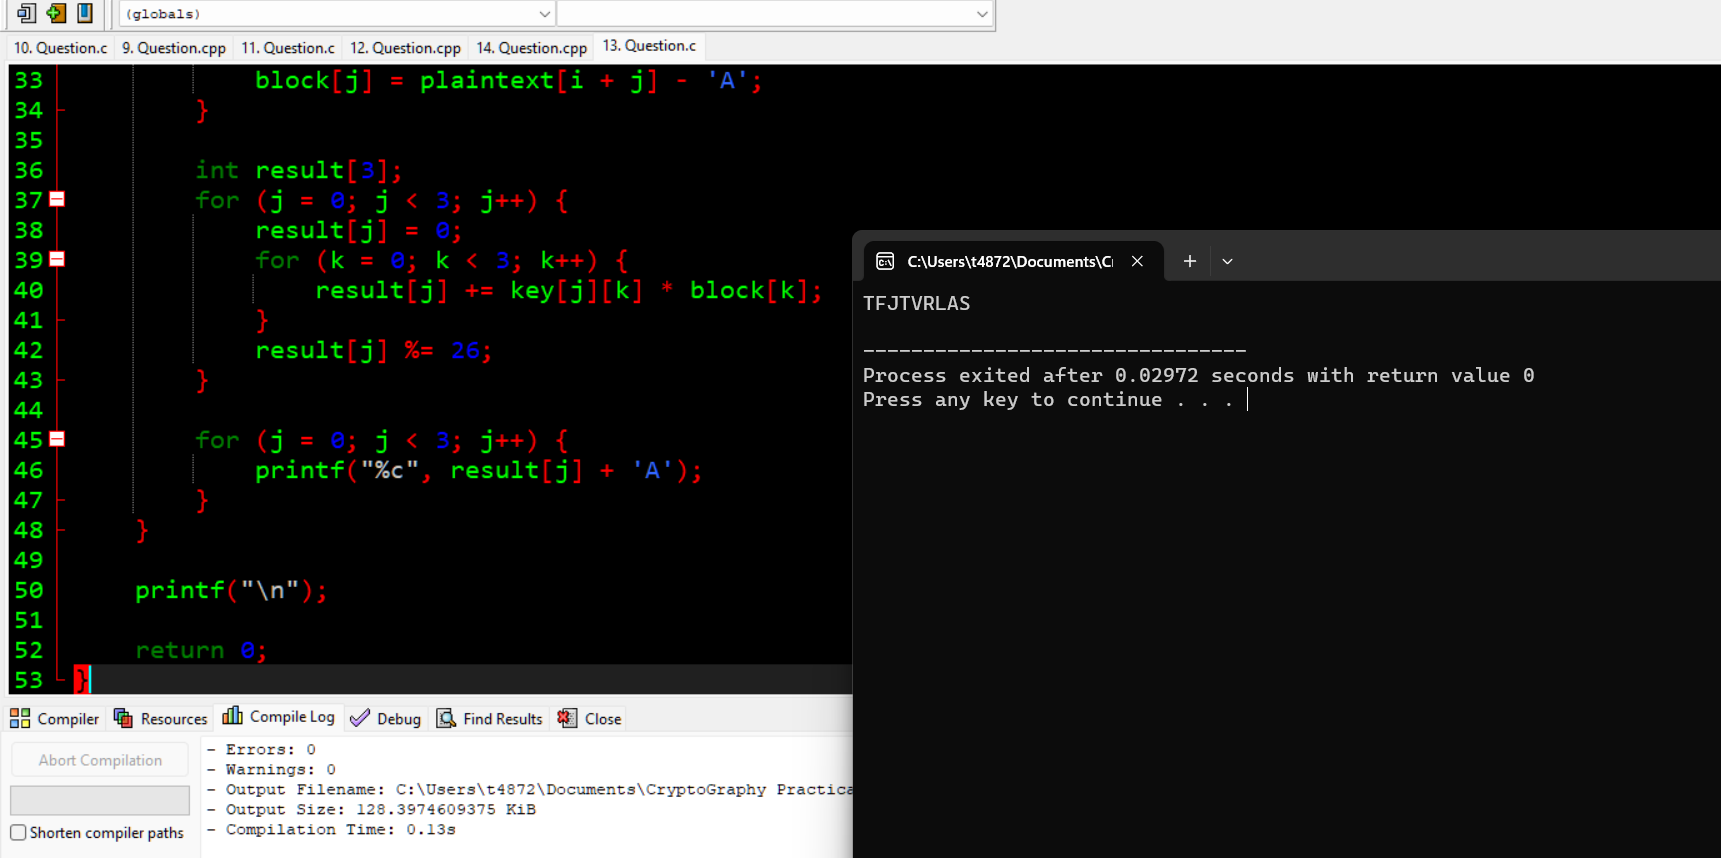 (globals)
10. Question.c 9. Question.cpp 11. Question.c 12. Question.cpp 14. Question.cpp 13. Question.c
33 block[j] = plaintext[i + j] - 'A';
34 }
35
36 int result[3];
37 for (j = 0; j < 3; j++) {
38 result[j] = 0;
39 for (k = 0; k < 3; k++) {
40 result[j] += key[j][k] * block[k];
41 }
42 result[j] %= 26;
43 }
44
45 for (j = 0; j < 3; j++) {
46 printf("%c", result[j] + 'A');
47 }
48 }
49
50 printf("\n");
51
52 return 0;
53 }
C:\Users\t4872\Documents\Cr
TFJTVRLAS
--------------------------------
Process exited after 0.02972 seconds with return value 0
Press any key to continue . . .
Compiler Resources Compile Log Debug Find Results Close
Abort Compilation
Shorten compiler paths
- Errors: 0
- Warnings: 0
- Output Filename: C:\Users\t4872\Documents\CryptoGraphy Practica
- Output Size: 128.3974609375 KiB
- Compilation Time: 0.13s